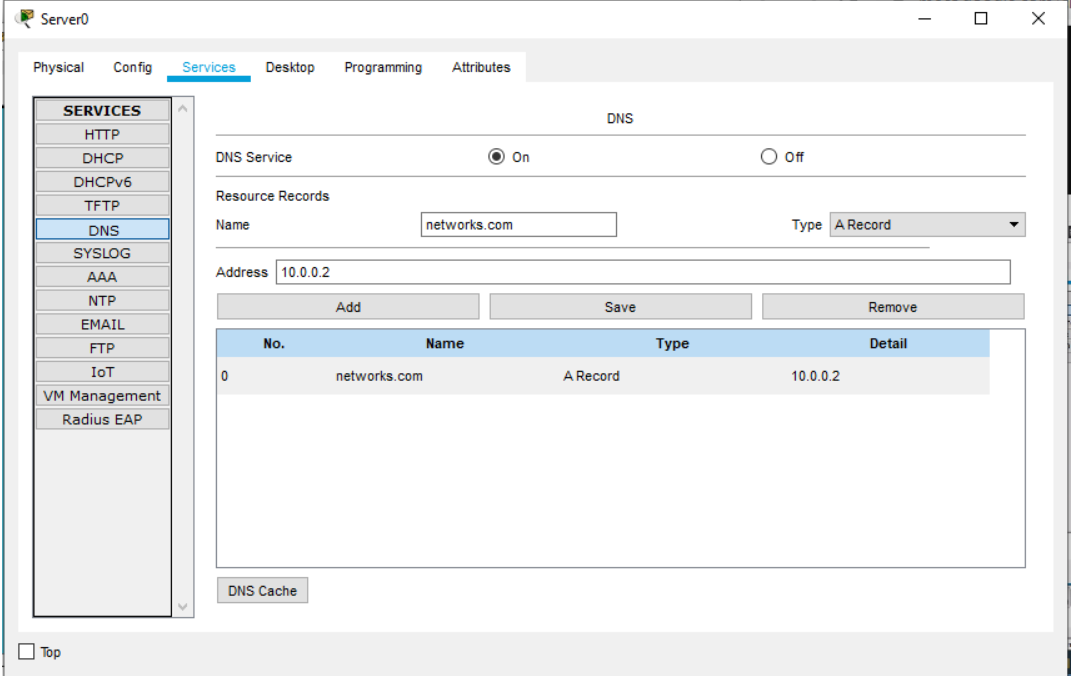 Server0
Physical Config Services Desktop Programming Attributes
SERVICES
HTTP
DHCP
DHCPv6
TFTP
DNS
SYSLOG
AAA
NTP
EMAIL
FTP
IoT
VM Management
Radius EAP
DNS
DNS Service On Off
Resource Records
Name networks.com Type A Record
Address 10.0.0.2
Add Save Remove
No. Name Type Detail
0 networks.com A Record 10.0.0.2
DNS Cache
Top